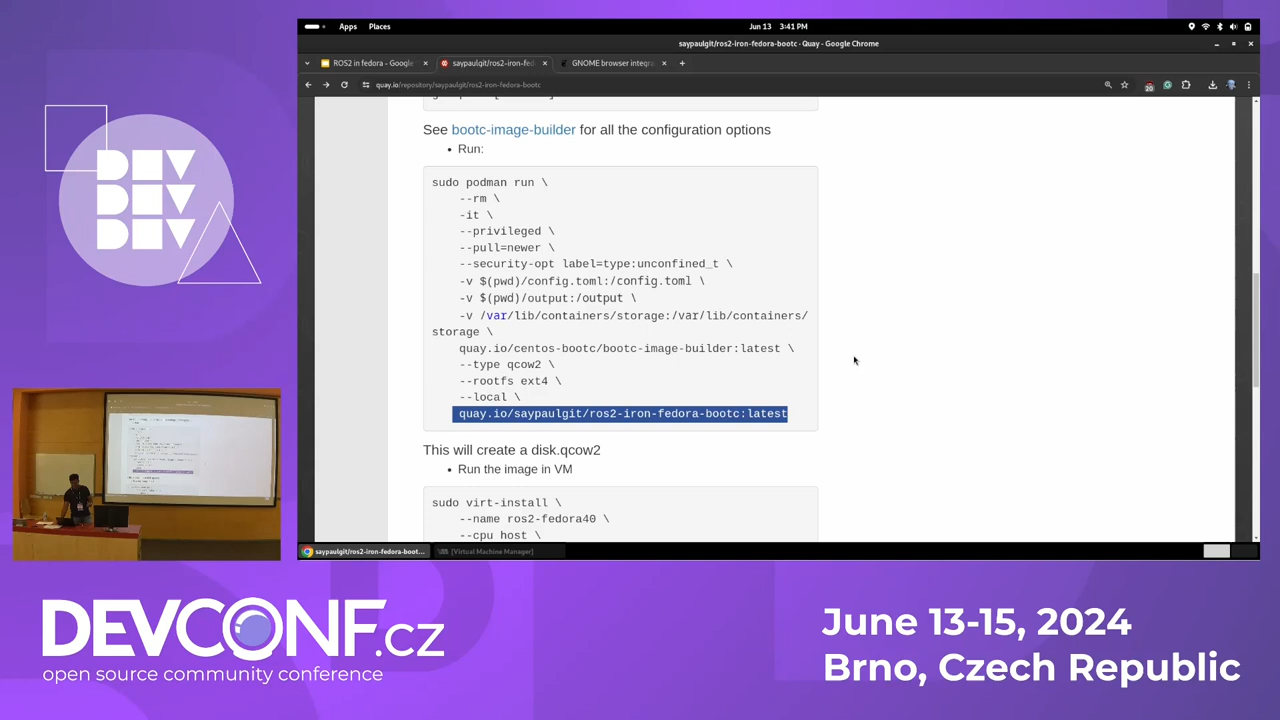 Apps Places
Jun 13 3:41 PM
saypaulgit/ros2-iron-fedora-bootc · Quay - Google Chrome
ROS2 in fedora - Google
saypaulgit/ros2-iron-fed
GNOME browser integra
quay.io/repository/saypaulgit/ros2-iron-fedora-bootc
See bootc-image-builder for all the configuration options
• Run:
sudo podman run \
--rm \
-it \
--privileged \
--pull=newer \
--security-opt label=type:unconfined_t \
-v $(pwd)/config.toml:/config.toml \
-v $(pwd)/output:/output \
-v /var/lib/containers/storage:/var/lib/containers/
storage \
quay.io/centos-bootc/bootc-image-builder:latest \
--type qcow2 \
--rootfs ext4 \
--local \
quay.io/saypaulgit/ros2-iron-fedora-bootc:latest
This will create a disk.qcow2
• Run the image in VM
sudo virt-install \
--name ros2-fedora40 \
--cpu host \
saypaulgit/ros2-iron-fedora-boot...
[Virtual Machine Manager]
DEV
DEV
DEV
DEVCONF.cz
open source community conference
June 13-15, 2024
Brno, Czech Republic